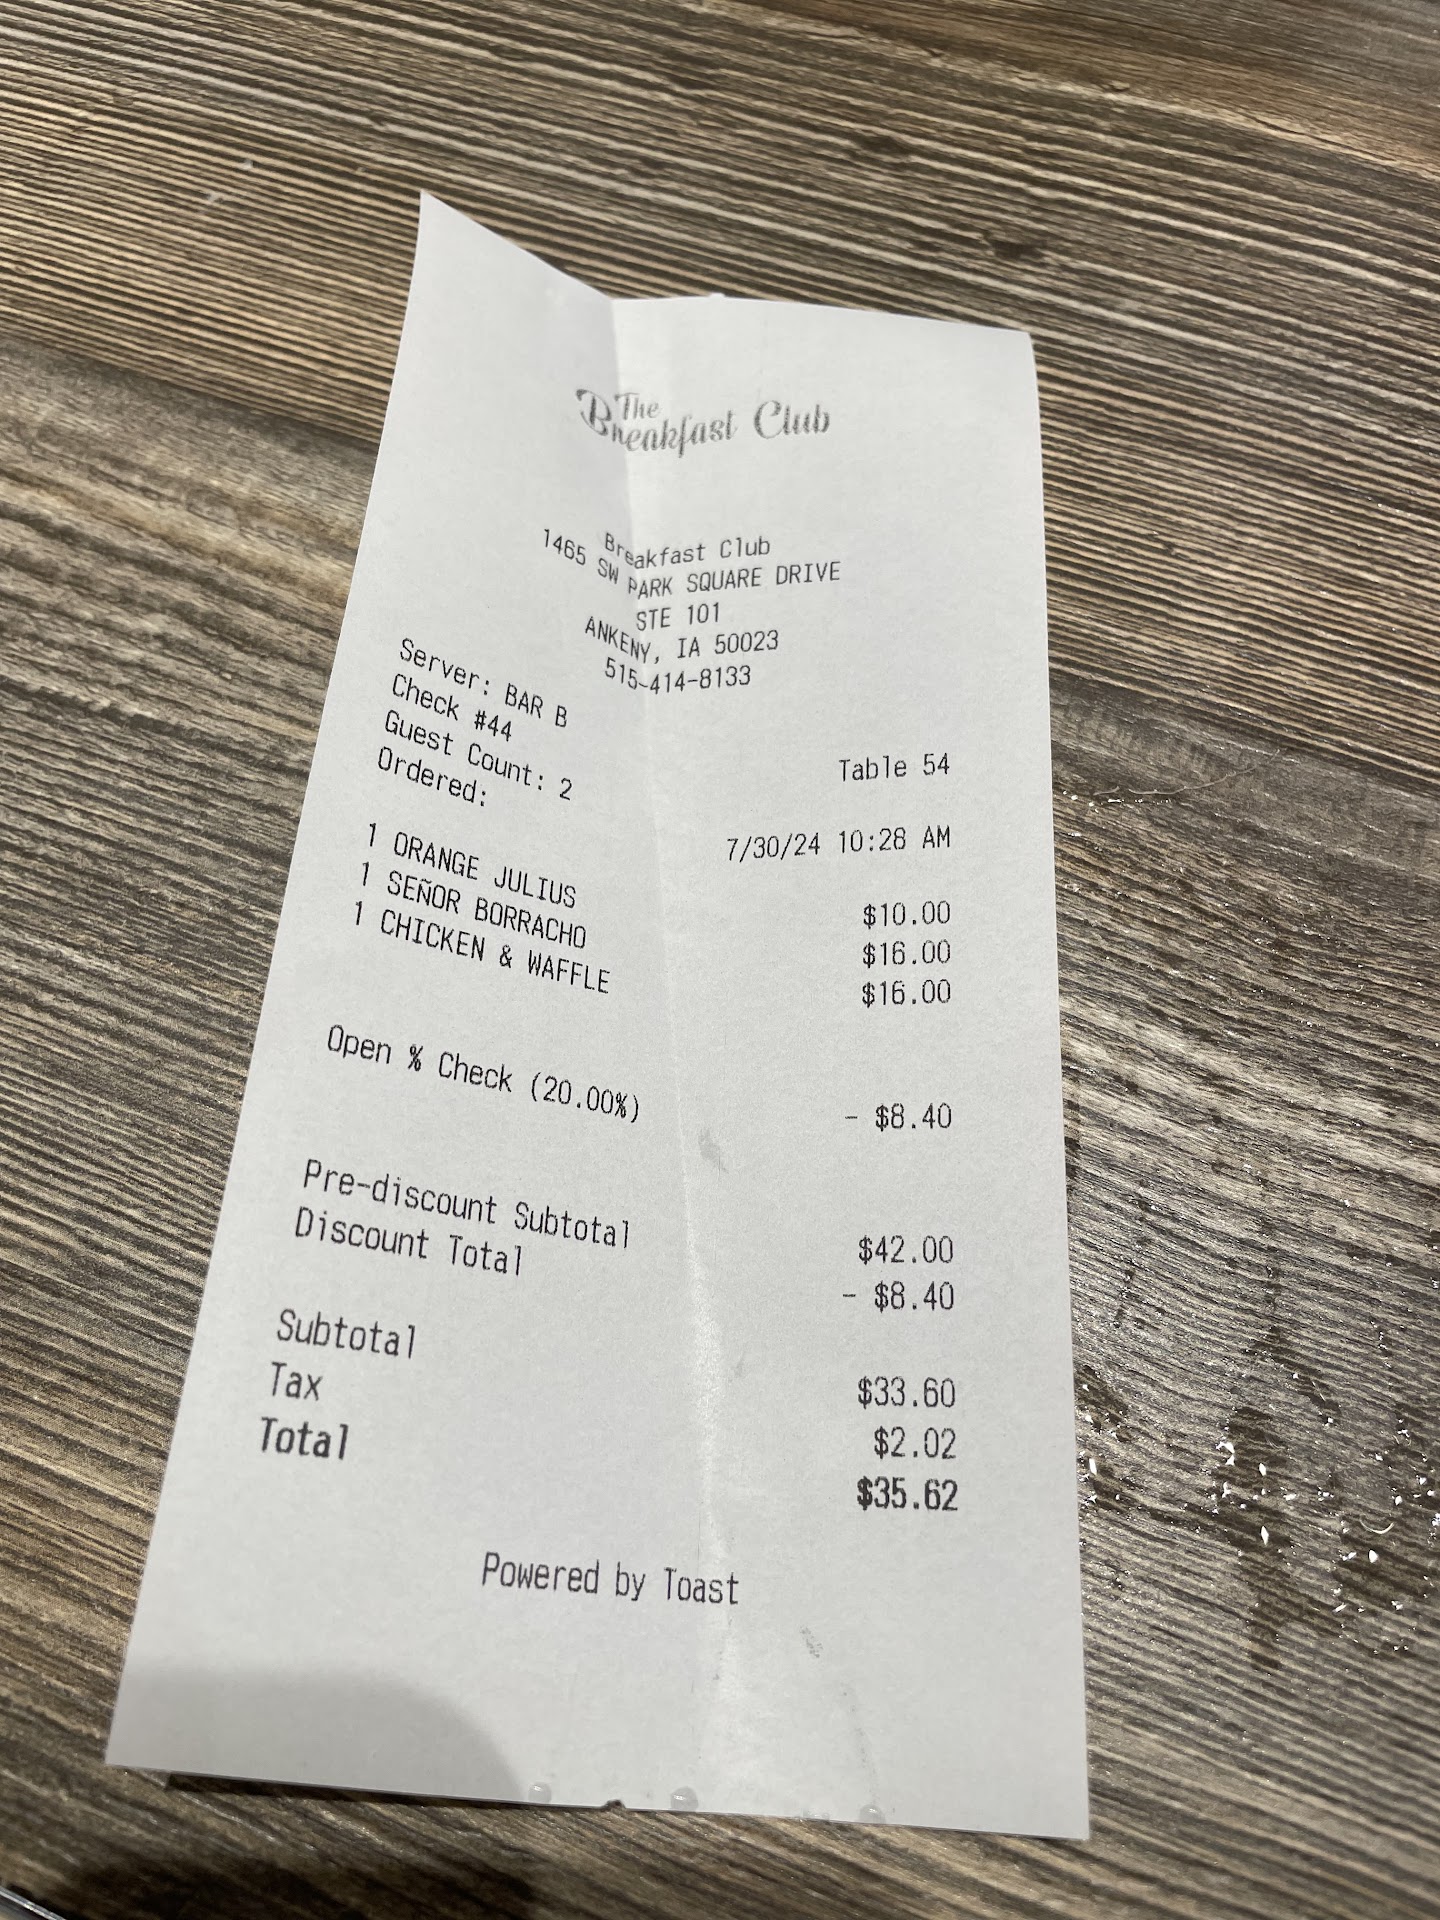 The
Breakfast Club
Breakfast Club
1465 SW PARK SQUARE DRIVE
STE 101
ANKENY, IA 50023
515-414-8133
Server: BAR B
Check #44 Table 54
Guest Count: 2
Ordered: 7/30/24 10:28 AM
1 ORANGE JULIUS $10.00
1 SEÑOR BORRACHO $16.00
1 CHICKEN & WAFFLE $16.00
Open % Check (20.00%) - $8.40
Pre-discount Subtotal $42.00
Discount Total - $8.40
Subtotal $33.60
Tax $2.02
Total $35.62
Powered by Toast